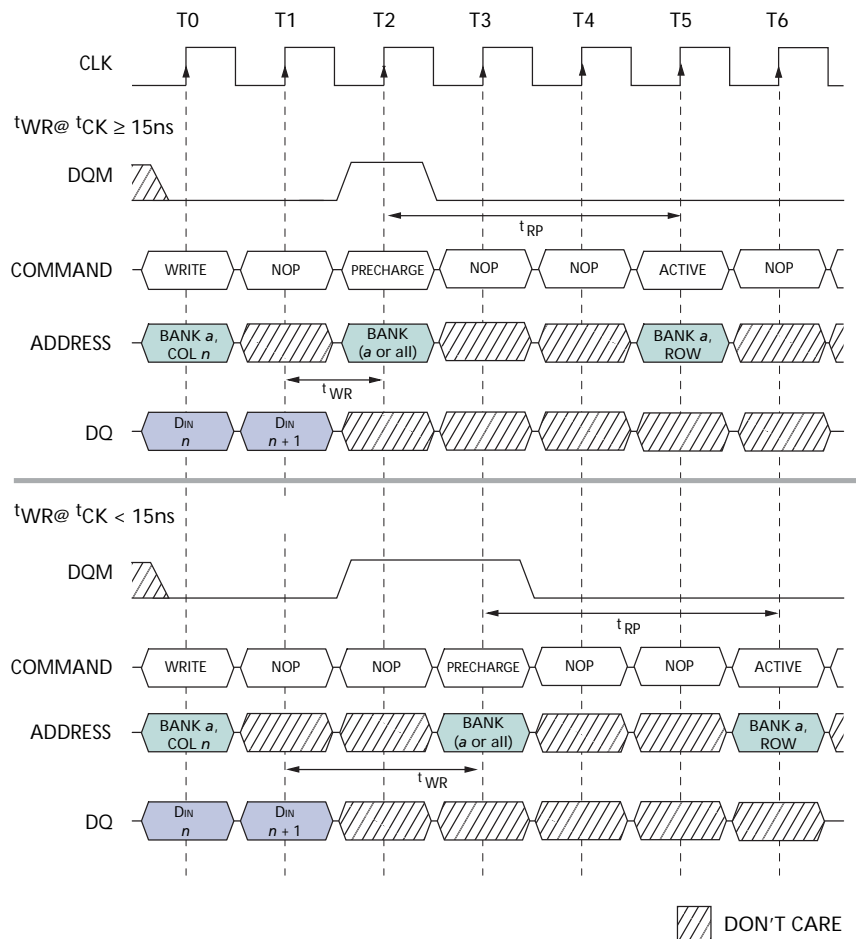 T0 T1 T2 T3 T4 T5 T6
CLK
tWR@ tCK ≥ 15ns
DQM
tRP
COMMAND WRITE NOP PRECHARGE NOP NOP ACTIVE NOP
ADDRESS BANK a, COL n BANK (a or all) BANK a, ROW
tWR
DQ DIN n DIN n + 1
tWR@ tCK < 15ns
DQM
tRP
COMMAND WRITE NOP NOP PRECHARGE NOP NOP ACTIVE
ADDRESS BANK a, COL n BANK (a or all) BANK a, ROW
tWR
DQ DIN n DIN n + 1
DON'T CARE